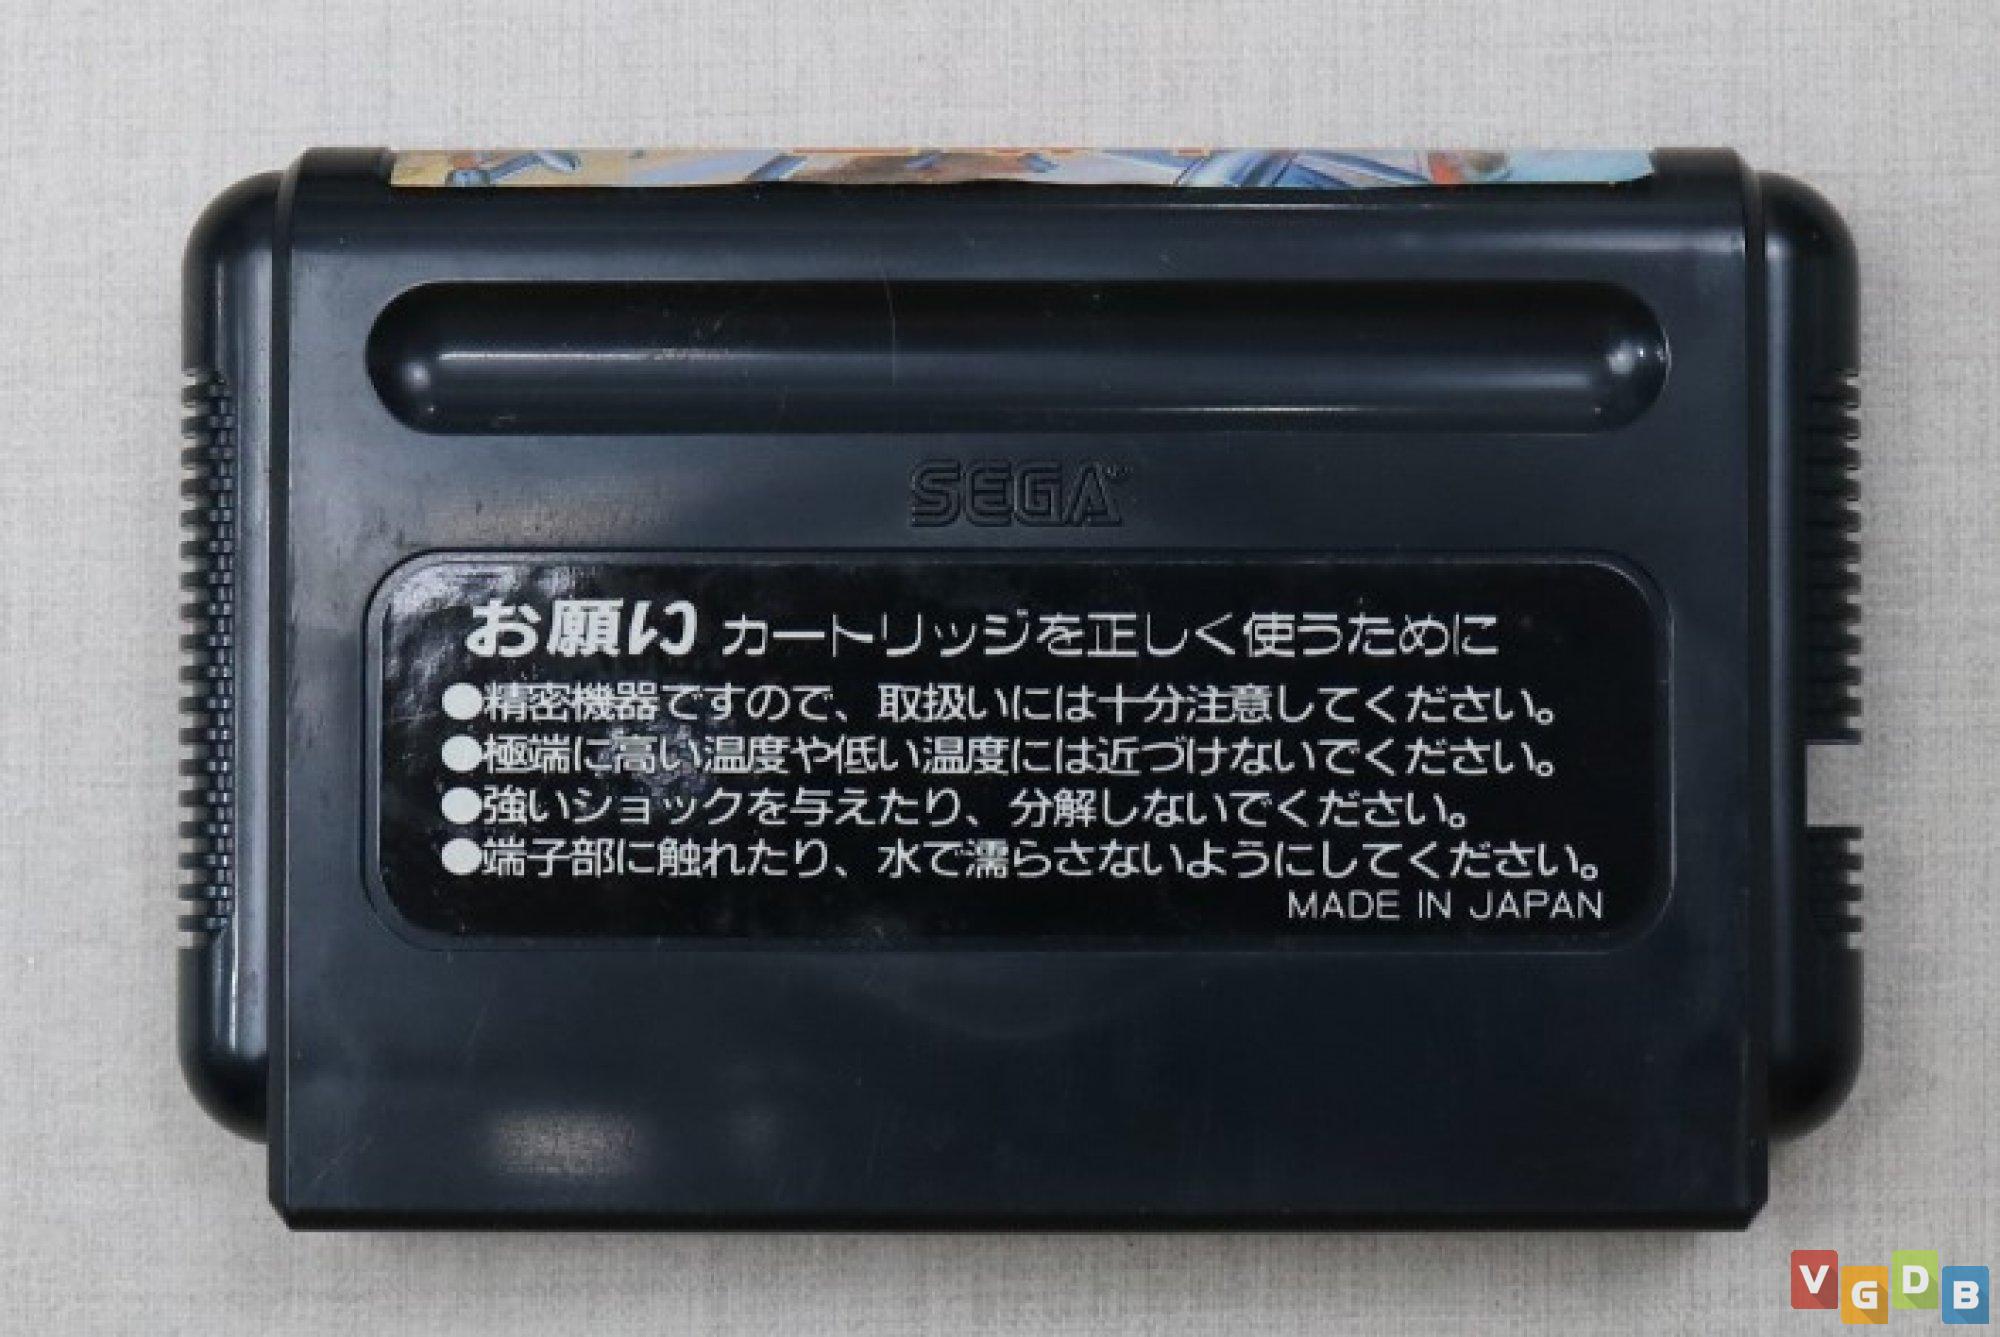 SEGA
お願い カートリッジを正しく使うために
●精密機器ですので、取扱いには十分注意してください。
●極端に高い温度や低い温度には近づけないでください。
●強いショックを与えたり、分解しないでください。
●端子部に触れたり、水で濡らさないようにしてください。
MADE IN JAPAN
VGDB